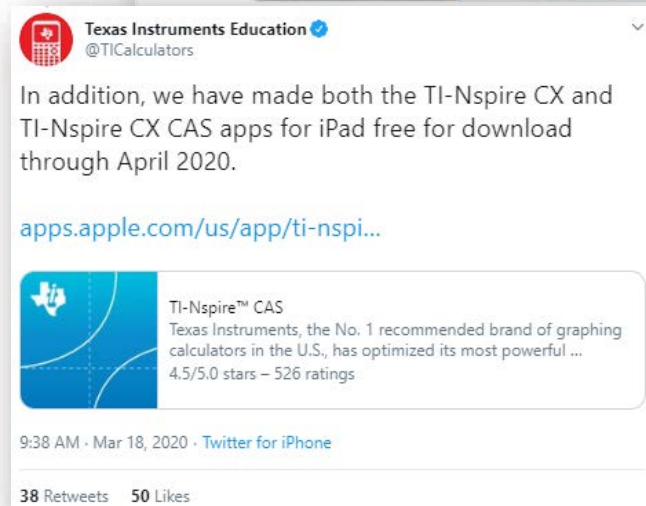 Texas Instruments Education
@TICalculators
In addition, we have made both the TI-Nspire CX and
TI-Nspire CX CAS apps for iPad free for download
through April 2020.
apps.apple.com/us/app/ti-nspi...
TI-Nspire™ CAS
Texas Instruments, the No. 1 recommended brand of graphing
calculators in the U.S., has optimized its most powerful ...
4.5/5.0 stars – 526 ratings
9:38 AM · Mar 18, 2020 · Twitter for iPhone
38 Retweets 50 Likes